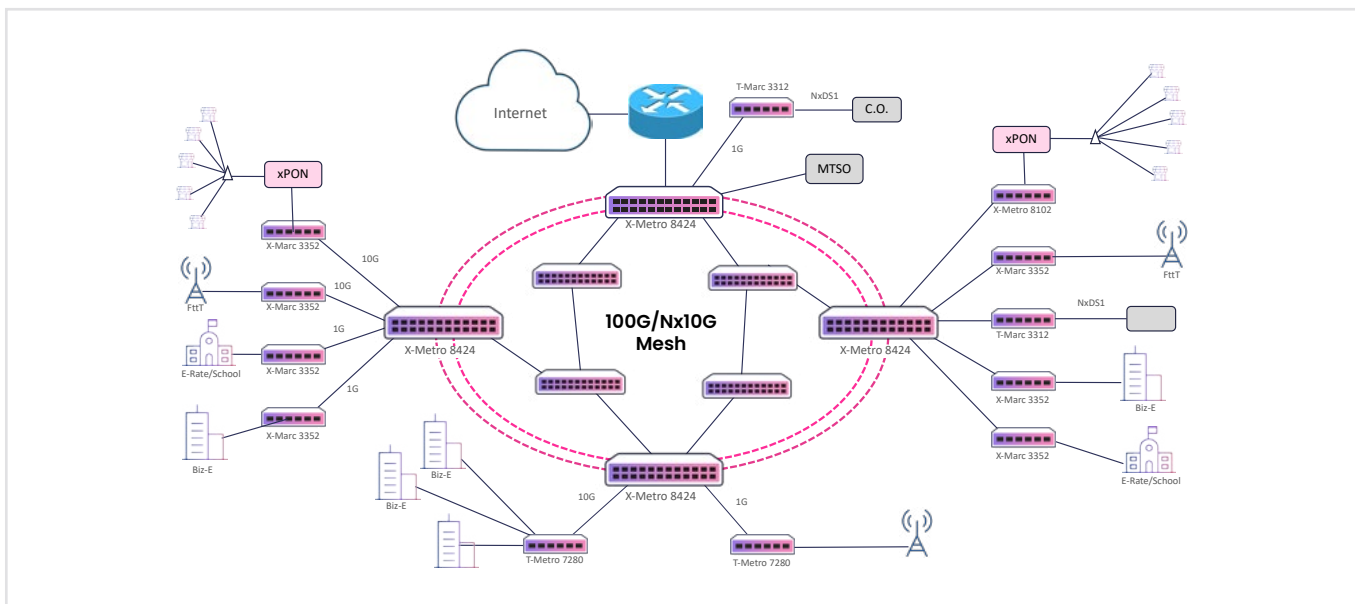 Internet
T-Marc 3312
NxDS1
C.O.
1G
MTSO
X-Metro 8424
xPON
X-Marc 3352
10G
FttT
10G
X-Marc 3352
1G
E-Rate/School
X-Marc 3352
1G
Biz-E
X-Marc 3352
X-Metro 8424
100G/Nx10G
Mesh
X-Metro 8424
xPON
X-Metro 8102
X-Marc 3352
FttT
NxDS1
T-Marc 3312
X-Marc 3352
Biz-E
X-Marc 3352
E-Rate/School
X-Metro 8424
Biz-E
Biz-E
10G
T-Metro 7280
1G
T-Metro 7280